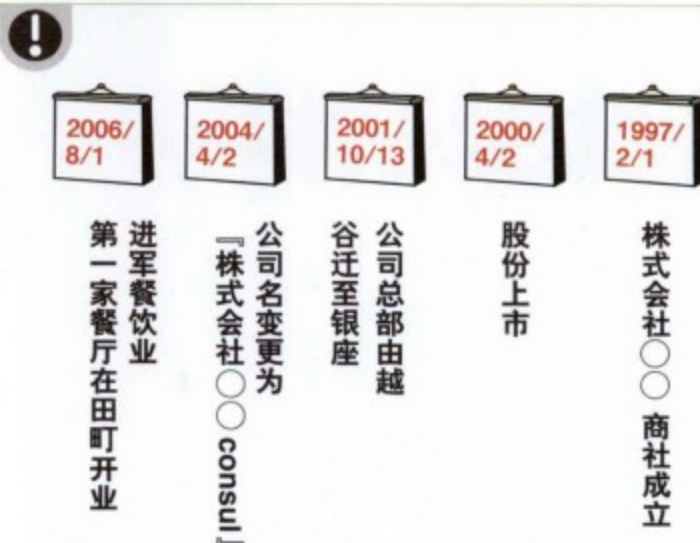 1997/
2/1
株式会社○○ 商社成立
2000/
4/2
股份上市
2001/
10/13
公司总部由越
谷迁至银座
2004/
4/2
公司名变更为
『株式会社○○consul』
2006/
8/1
进军餐饮业
第一家餐厅在田町开业